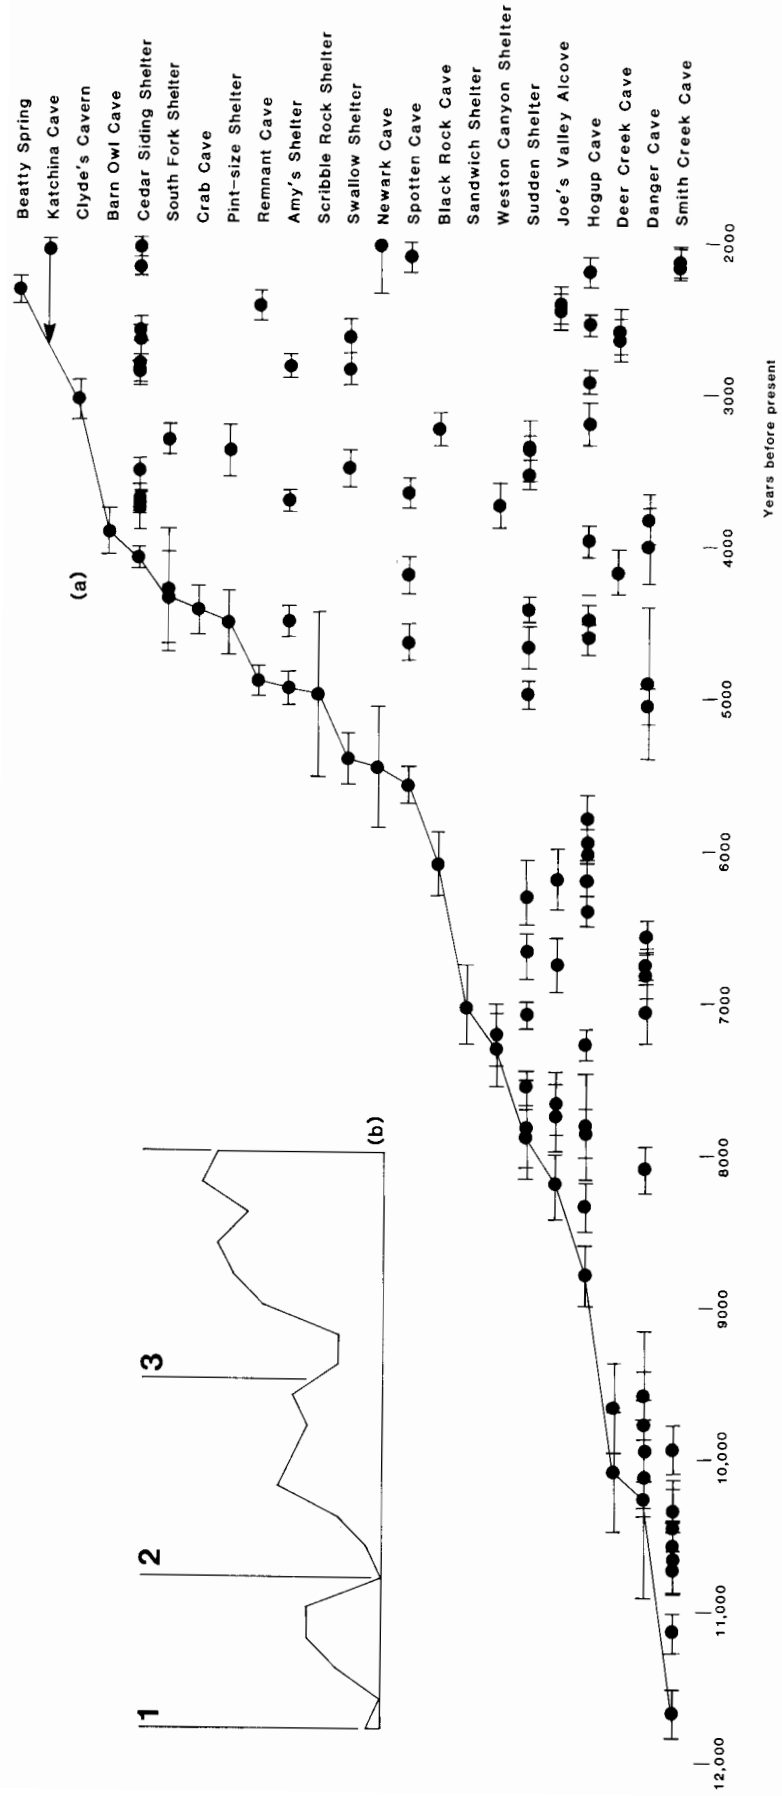 Beatty Spring
Katchina Cave
Clyde's Cavern
Barn Owl Cave
Cedar Siding Shelter
South Fork Shelter
Crab Cave
Pint-size Shelter
Remnant Cave
Amy's Shelter
Scribble Rock Shelter
Swallow Shelter
Newark Cave
Spotten Cave
Black Rock Cave
Sandwich Shelter
Weston Canyon Shelter
Sudden Shelter
Joe's Valley Alcove
Hogup Cave
Deer Creek Cave
Danger Cave
Smith Creek Cave
(a)
(b)
1
2
3
12,000
11,000
10,000
9000
8000
7000
6000
5000
4000
3000
2000
Years before present